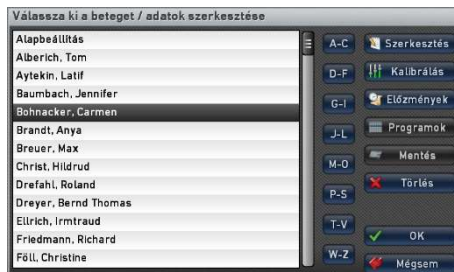 Válassza ki a beteget / adatok szerkesztése
Alapbeállítás
Alberich, Tom
Aytekin, Latif
Baumbach, Jennifer
Bohnacker, Carmen
Brandt, Anya
Breuer, Max
Christ, Hildrud
Drefahl, Roland
Dreyer, Bernd Thomas
Ellrich, Irmtraud
Friedmann, Richard
Föll, Christine
A-C
D-F
G-I
J-L
M-O
P-S
T-V
W-Z
Szerkesztés
Kalibrálás
Előzmények
Programok
Mentés
Törlés
OK
Mégsem